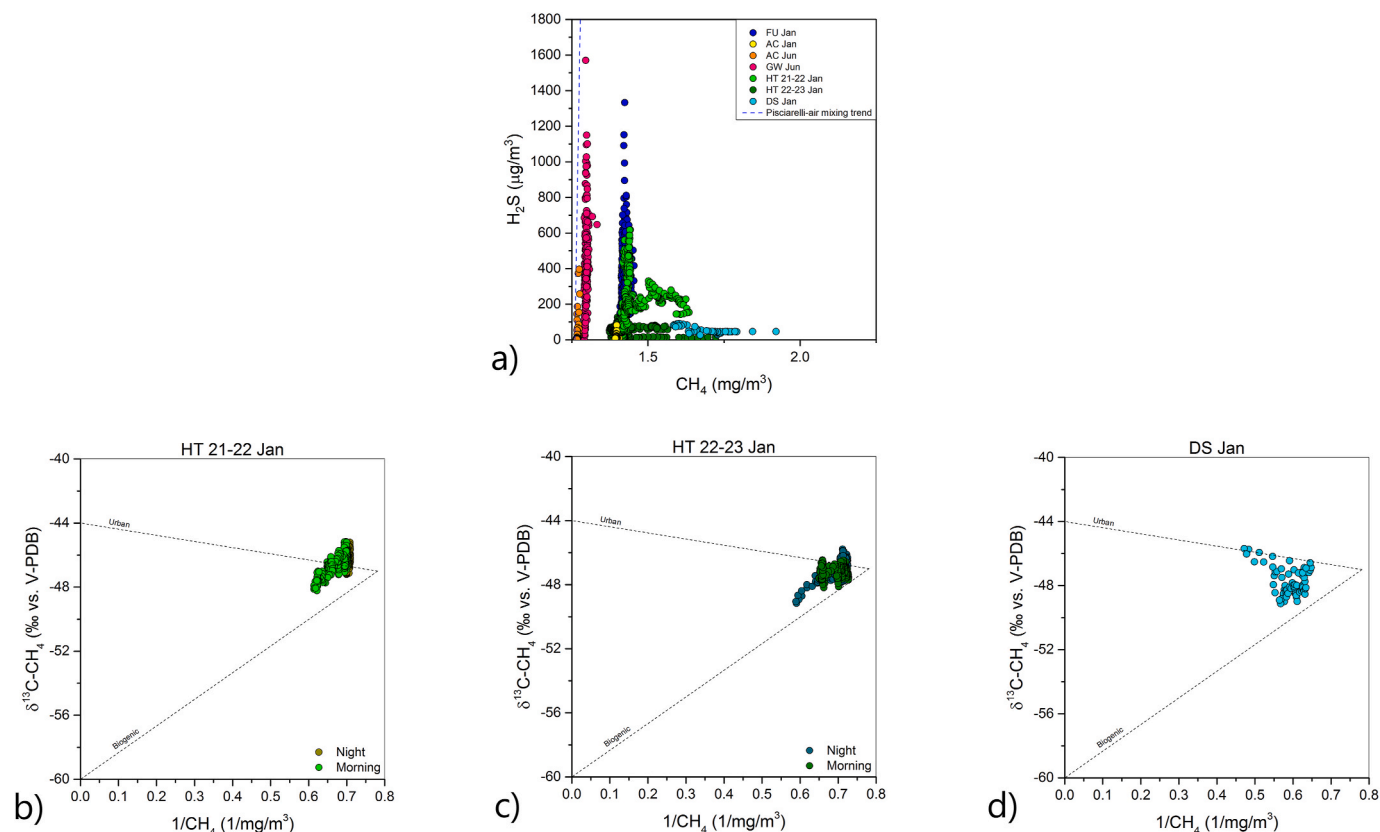 1800
1600
1400
1200
1000
800
600
400
200
0
H₂S (μg/m³)
FU Jan
AC Jan
AC Jun
GW Jun
HT 21-22 Jan
HT 22-23 Jan
DS Jan
Pisciarelli-air mixing trend
1.5 2.0
CH₄ (mg/m³)
a)
HT 21-22 Jan
-40
-44
-48
-52
-56
-60
δ¹³C-CH₄ (‰ vs. V-PDB)
Urban
Biogenic
Night
Morning
0.0 0.1 0.2 0.3 0.4 0.5 0.6 0.7 0.8
1/CH₄ (1/mg/m³)
b)
HT 22-23 Jan
-40
-44
-48
-52
-56
-60
δ¹³C-CH₄ (‰ vs. V-PDB)
Urban
Biogenic
Night
Morning
0.0 0.1 0.2 0.3 0.4 0.5 0.6 0.7 0.8
1/CH₄ (1/mg/m³)
c)
DS Jan
-40
-44
-48
-52
-56
-60
δ¹³C-CH₄ (‰ vs. V-PDB)
Urban
Biogenic
0.0 0.1 0.2 0.3 0.4 0.5 0.6 0.7 0.8
1/CH₄ (1/mg/m³)
d)